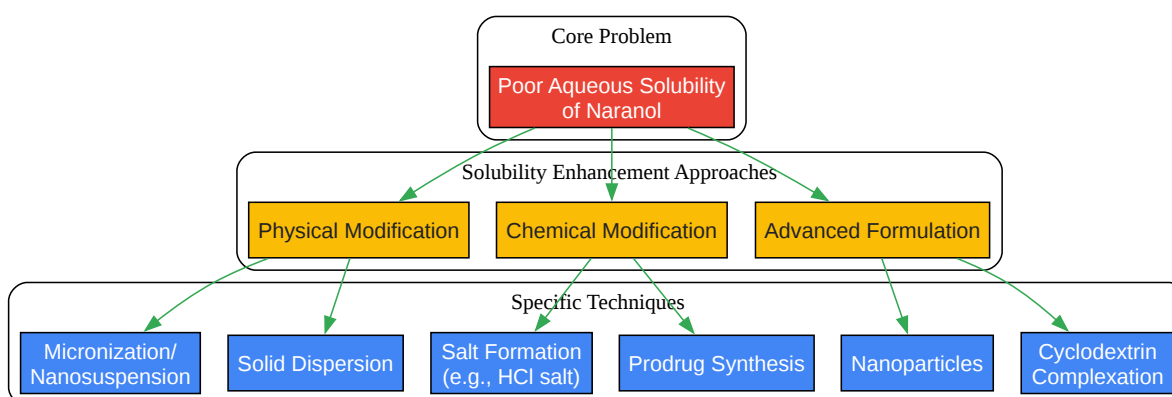 Core Problem
Poor Aqueous Solubility
of Naranol
Solubility Enhancement Approaches
Physical Modification
Chemical Modification
Advanced Formulation
Specific Techniques
Micronization/
Nanosuspension
Solid Dispersion
Salt Formation
(e.g., HCl salt)
Prodrug Synthesis
Nanoparticles
Cyclodextrin
Complexation